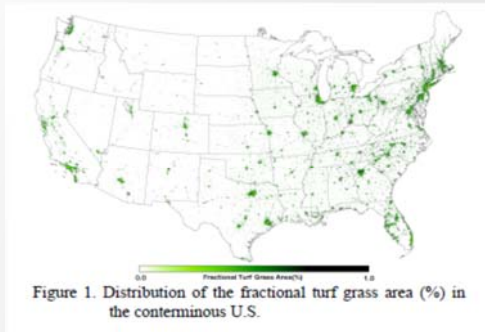 0.0
Fractional Turf Grass Area(%)
1.0
Figure 1. Distribution of the fractional turf grass area (%) in
the conterminous U.S.